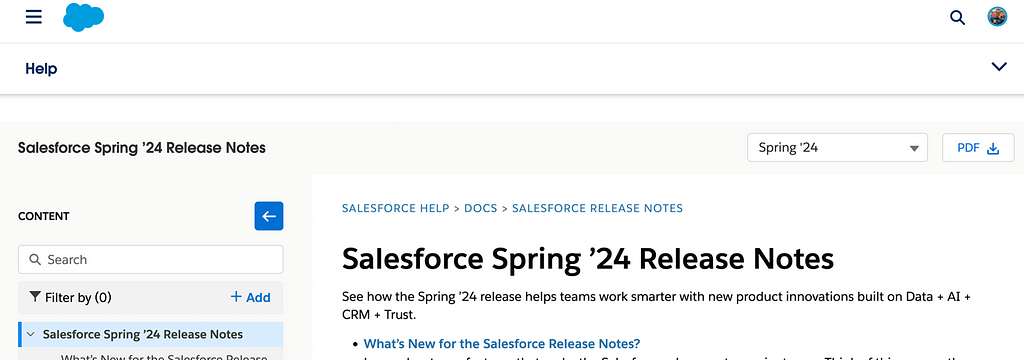 Help
Salesforce Spring ’24 Release Notes
Spring '24
PDF
CONTENT
Search
Filter by (0)
+ Add
Salesforce Spring ’24 Release Notes
What's New for the Salesforce Release
SALESFORCE HELP > DOCS > SALESFORCE RELEASE NOTES
Salesforce Spring ’24 Release Notes
See how the Spring ’24 release helps teams work smarter with new product innovations built on Data + AI +
CRM + Trust.
• What’s New for the Salesforce Release Notes?